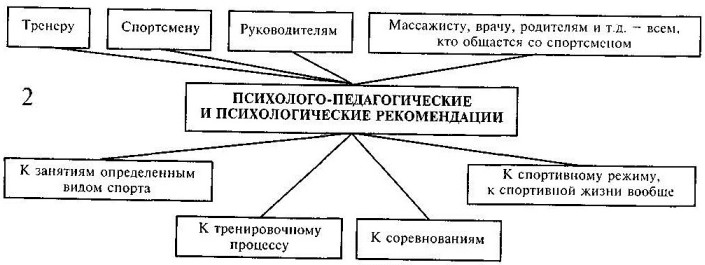 Тренеру
Спортсмену
Руководителям
Массажисту, врачу, родителям и т.д. – всем,
кто общается со спортсменом
2
ПСИХОЛОГО-ПЕДАГОГИЧЕСКИЕ
И ПСИХОЛОГИЧЕСКИЕ РЕКОМЕНДАЦИИ
К занятиям определенным
видом спорта
К спортивному режиму,
к спортивной жизни вообще
К тренировочному
процессу
К соревнованиям